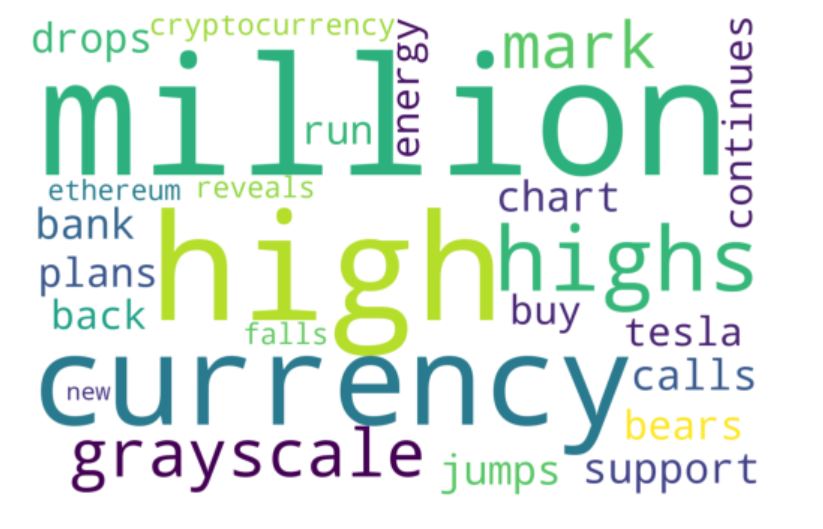 drops
cryptocurrency
energy
mark
continues
million
run
ethereum
reveals
chart
bank
high
highs
plans
back
buy
falls
tesla
currency
new
calls
bears
grayscale
jumps
support